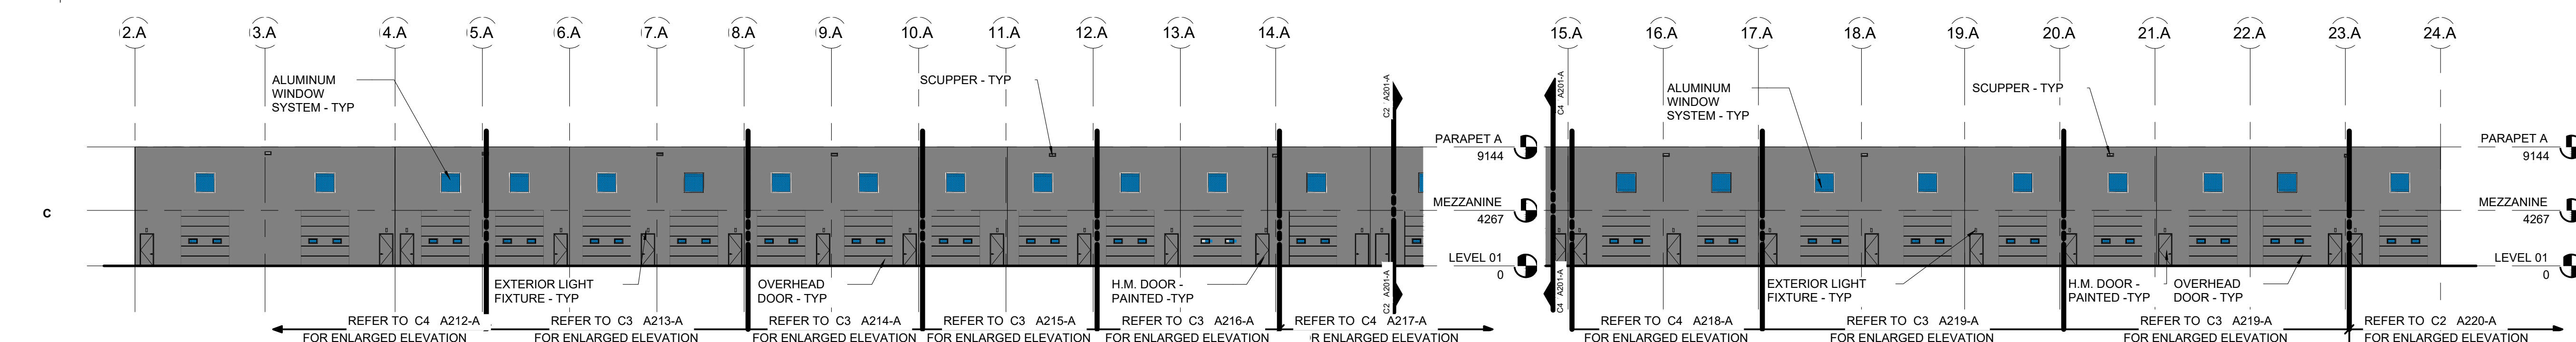 2.A 3.A 4.A 5.A 6.A 7.A 8.A 9.A 10.A 11.A 12.A 13.A 14.A 15.A 16.A 17.A 18.A 19.A 20.A 21.A 22.A 23.A 24.A
ALUMINUM
WINDOW
SYSTEM - TYP
SCUPPER - TYP
C2 A201-A
C4 A201-A
ALUMINUM
WINDOW
SYSTEM - TYP
SCUPPER - TYP
PARAPET A
9144
PARAPET A
9144
C
MEZZANINE
4267
MEZZANINE
4267
LEVEL 01
0
LEVEL 01
0
EXTERIOR LIGHT
FIXTURE - TYP
OVERHEAD
DOOR - TYP
H.M. DOOR -
PAINTED -TYP
C2 A201-A
C4 A201-A
EXTERIOR LIGHT
FIXTURE - TYP
H.M. DOOR -
PAINTED -TYP
OVERHEAD
DOOR - TYP
REFER TO C4 A212-A
FOR ENLARGED ELEVATION
REFER TO C3 A213-A
FOR ENLARGED ELEVATION
REFER TO C3 A214-A
FOR ENLARGED ELEVATION
REFER TO C3 A215-A
FOR ENLARGED ELEVATION
REFER TO C3 A216-A
FOR ENLARGED ELEVATION
REFER TO C4 A217-A
R ENLARGED ELEVATION
REFER TO C4 A218-A
FOR ENLARGED ELEVATION
REFER TO C3 A219-A
FOR ENLARGED ELEVATION
REFER TO C3 A219-A
FOR ENLARGED ELEVATION
REFER TO C2 A220-A
FOR ENLARGED ELEVATION